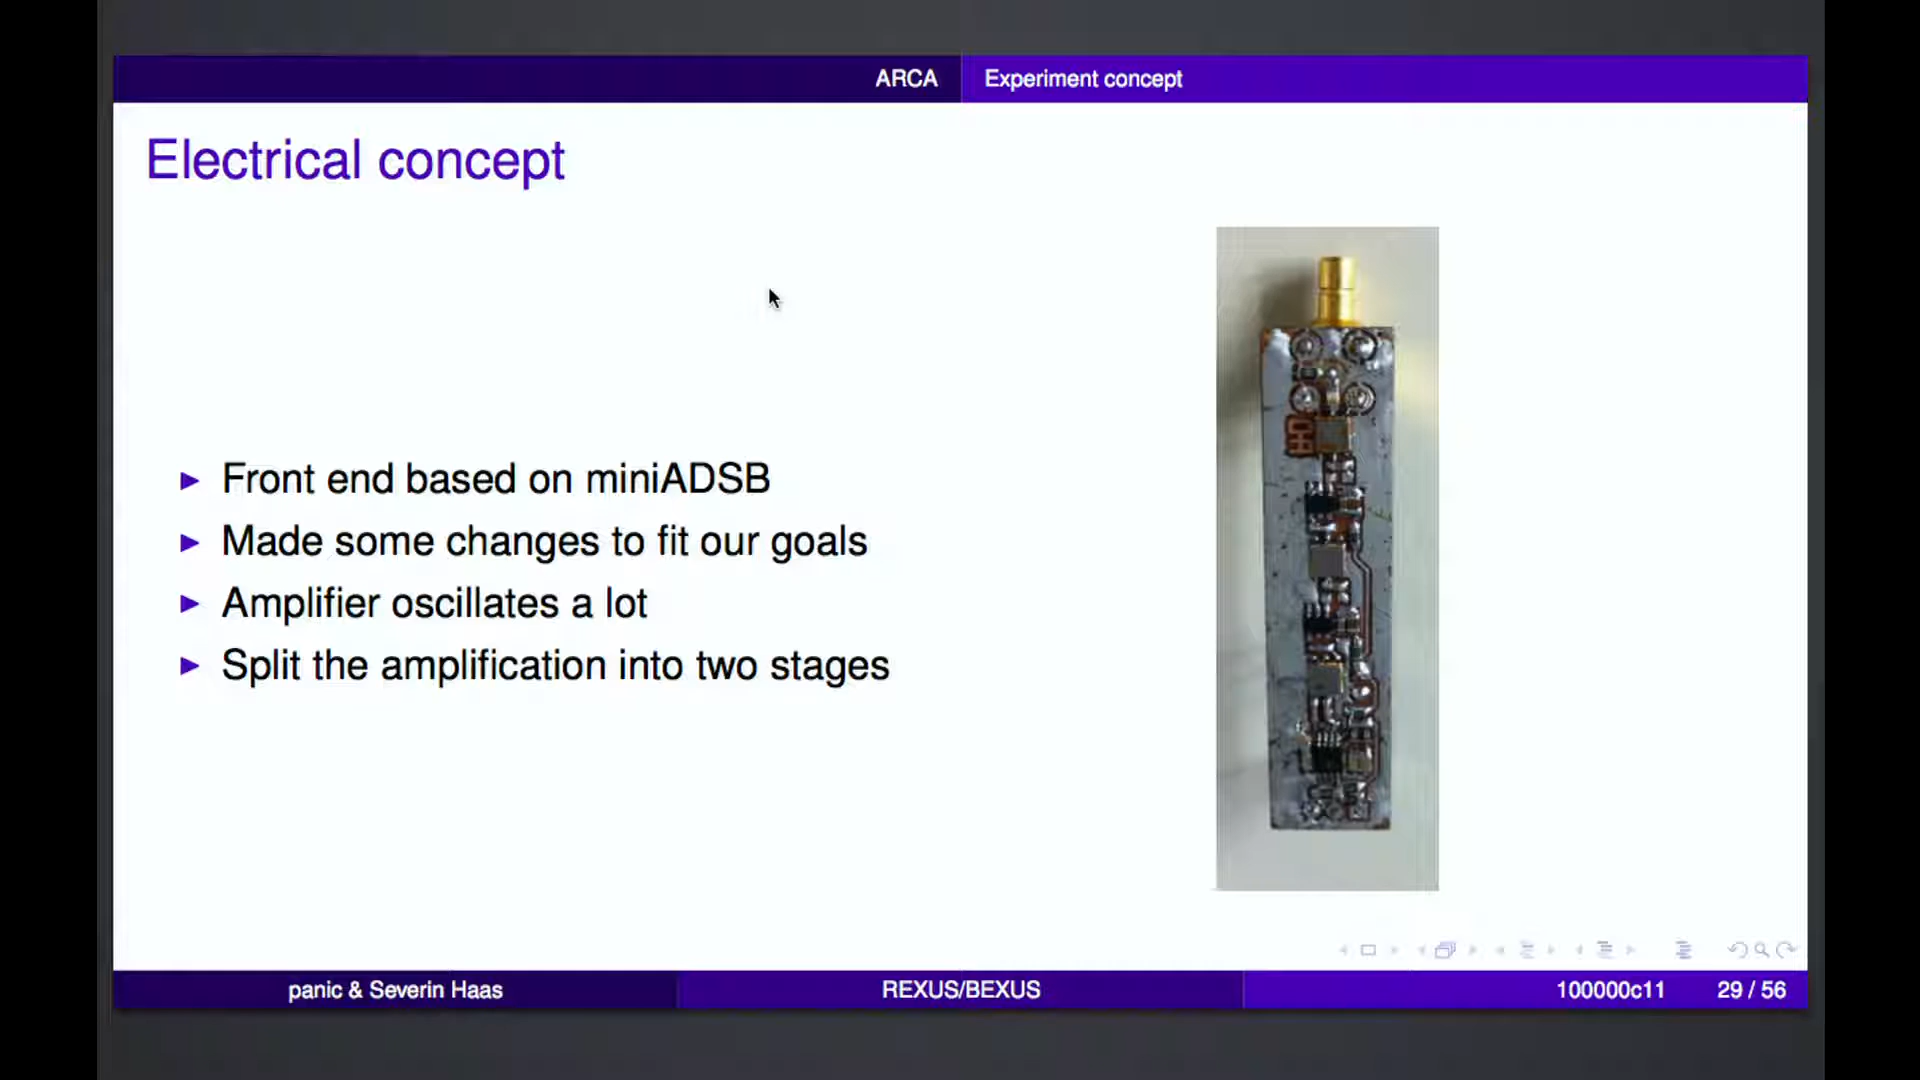 ARCA
Experiment concept
Electrical concept
Front end based on miniADSB
Made some changes to fit our goals
Amplifier oscillates a lot
Split the amplification into two stages
panic & Severin Haas
REXUS/BEXUS
100000c11
29 / 56